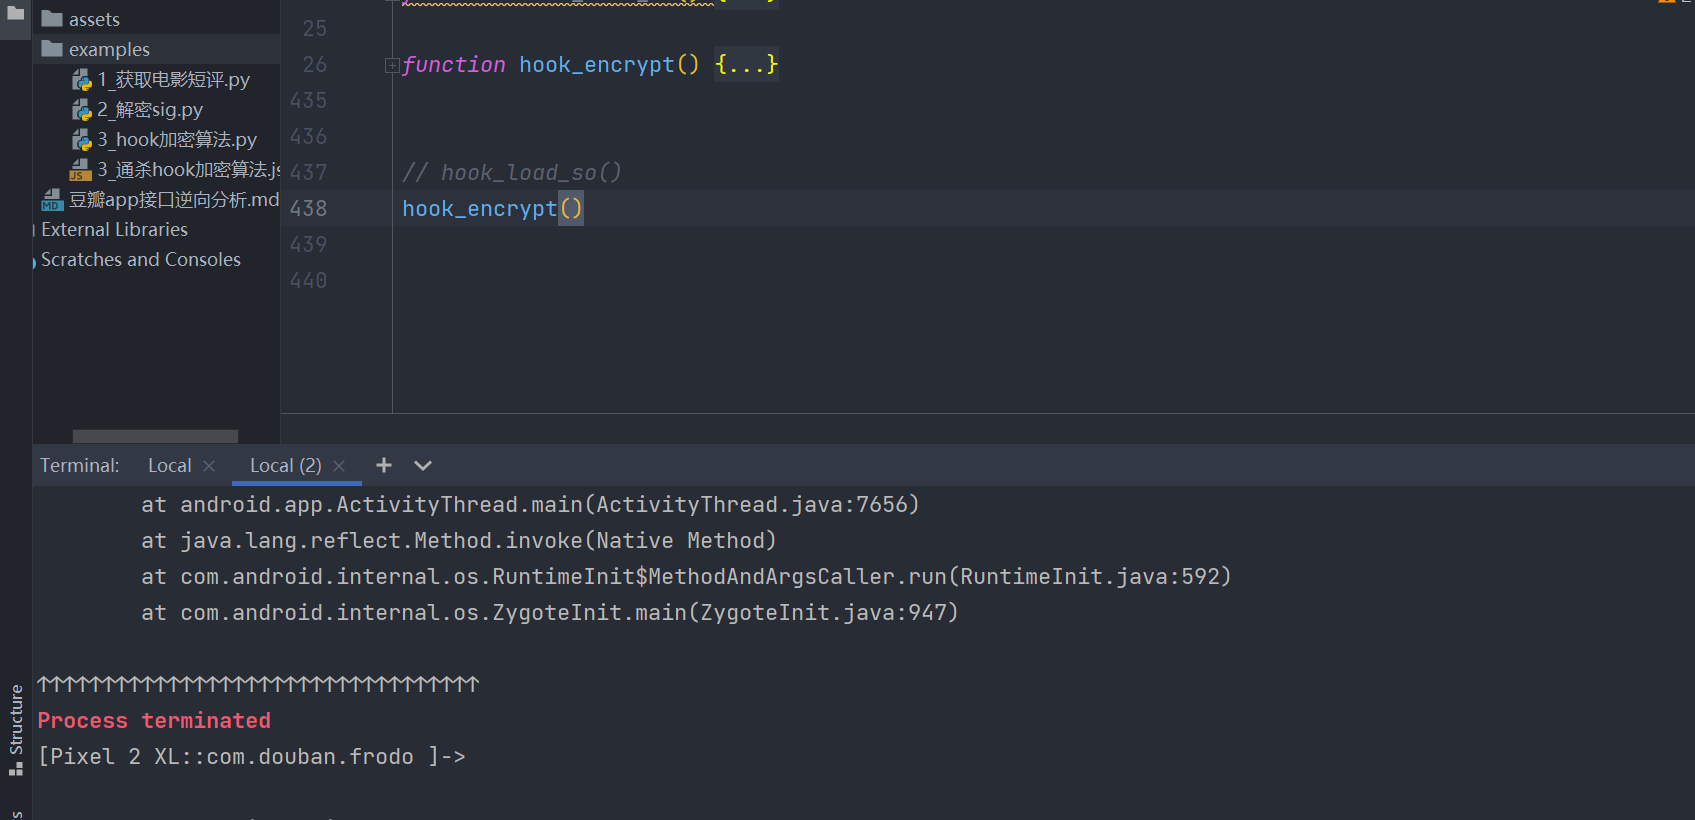 assets
examples
1_获取电影短评.py
2_解密sig.py
3_hook加密算法.py
3_通杀hook加密算法.js
豆瓣app接口逆向分析.md
External Libraries
Scratches and Consoles
25
26 function hook_encrypt() {...}
435
436
437 // hook_load_so()
438 hook_encrypt()
439
440
Terminal: Local × Local (2) × +
at android.app.ActivityThread.main(ActivityThread.java:7656)
at java.lang.reflect.Method.invoke(Native Method)
at com.android.internal.os.RuntimeInit$MethodAndArgsCaller.run(RuntimeInit.java:592)
at com.android.internal.os.ZygoteInit.main(ZygoteInit.java:947)
↑↑↑↑↑↑↑↑↑↑↑↑↑↑↑↑↑↑↑↑↑↑↑↑↑↑↑↑↑↑↑↑↑↑
Process terminated
[Pixel 2 XL::com.douban.frodo ]->
Structure